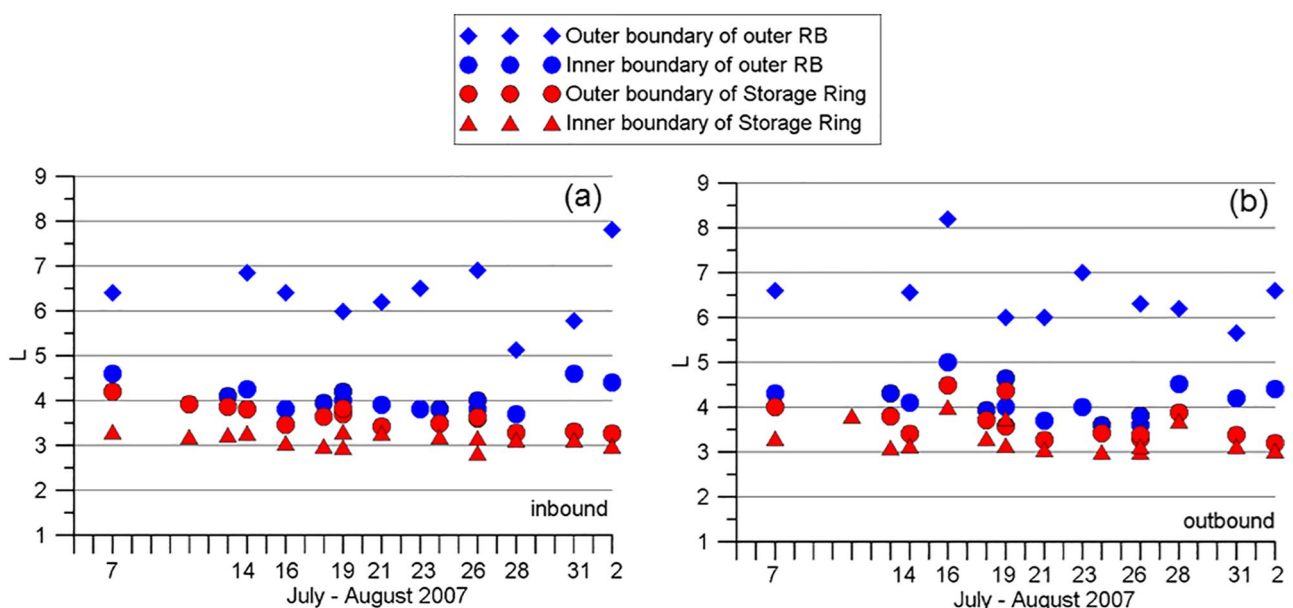 Outer boundary of outer RB
Inner boundary of outer RB
Outer boundary of Storage Ring
Inner boundary of Storage Ring
(a)
9
8
7
6
5
4
3
2
1
L
inbound
7 14 16 19 21 23 26 28 31 2
July - August 2007
(b)
9
8
7
6
5
4
3
2
1
L
outbound
7 14 16 19 21 23 26 28 31 2
July - August 2007